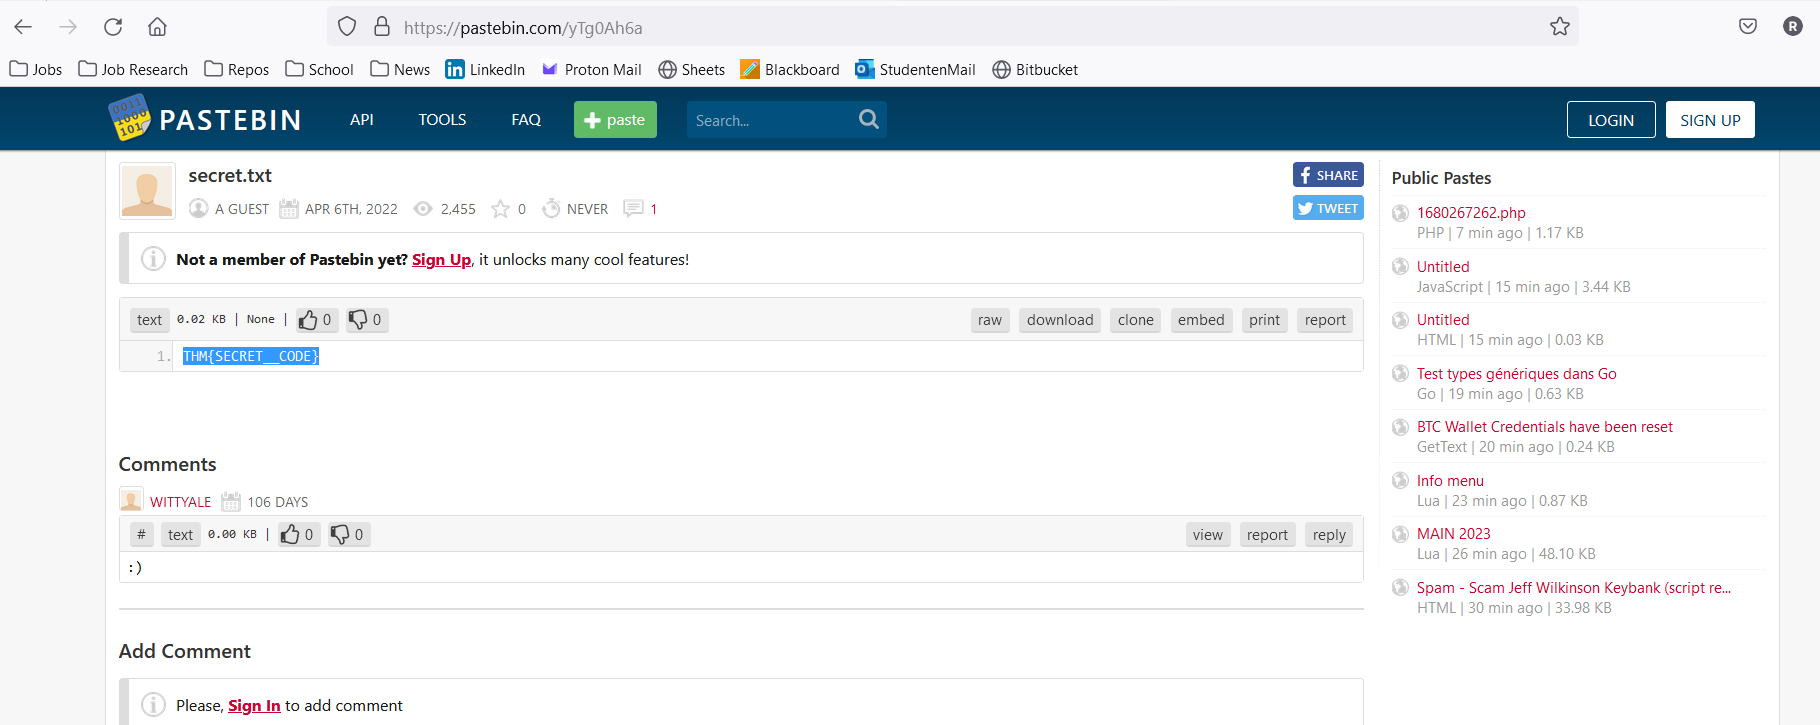 https://pastebin.com/yTg0Ah6a
R
Jobs Job Research Repos School News LinkedIn Proton Mail Sheets Blackboard StudentenMail Bitbucket
0011 1000 101 PASTEBIN API TOOLS FAQ paste Search... LOGIN SIGN UP
secret.txt
A GUEST APR 6TH, 2022 2,455 0 NEVER 1
SHARE
TWEET
Not a member of Pastebin yet? Sign Up, it unlocks many cool features!
text 0.02 KB | None | 0 0 raw download clone embed print report
1. THM{SECRET__CODE}
Comments
WITTYALE 106 DAYS
# text 0.00 KB | 0 0 view report reply
:)
Add Comment
Please, Sign In to add comment
Public Pastes
1680267262.php
PHP | 7 min ago | 1.17 KB
Untitled
JavaScript | 15 min ago | 3.44 KB
Untitled
HTML | 15 min ago | 0.03 KB
Test types génériques dans Go
Go | 19 min ago | 0.63 KB
BTC Wallet Credentials have been reset
GetText | 20 min ago | 0.24 KB
Info menu
Lua | 23 min ago | 0.87 KB
MAIN 2023
Lua | 26 min ago | 48.10 KB
Spam - Scam Jeff Wilkinson Keybank (script re...
HTML | 30 min ago | 33.98 KB